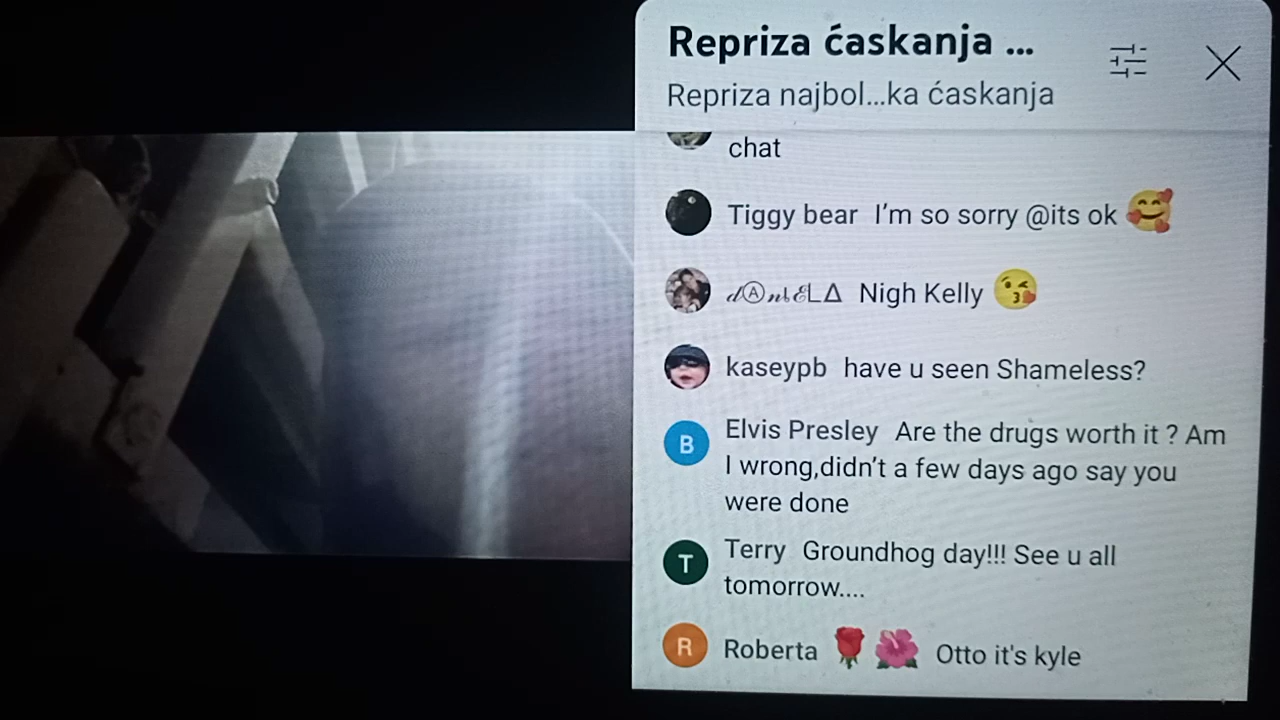 Repriza ćaskanja ...
Repriza najbol...ka ćaskanja
chat
Tiggy bear I'm so sorry @its ok 🥰
𝒹Ⓐ𝓃𝒾ℰLΔ Nigh Kelly 😘
kaseypb have u seen Shameless?
B Elvis Presley Are the drugs worth it ? Am
I wrong,didn't a few days ago say you
were done
T Terry Groundhog day!!! See u all
tomorrow....
R Roberta 🌹🌺 Otto it's kyle